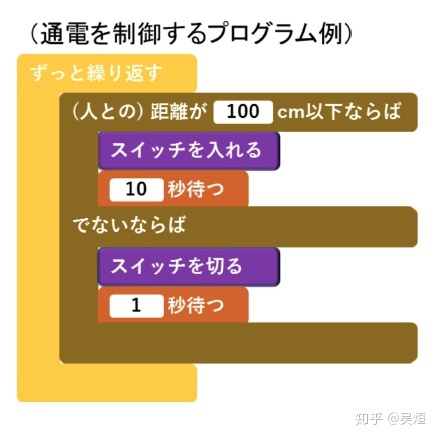 （通電を制御するプログラム例）
ずっと繰り返す
（人との）距離が 100 cm以下ならば
スイッチを入れる
10 秒待つ
でないならば
スイッチを切る
1 秒待つ
知乎 @吴烜